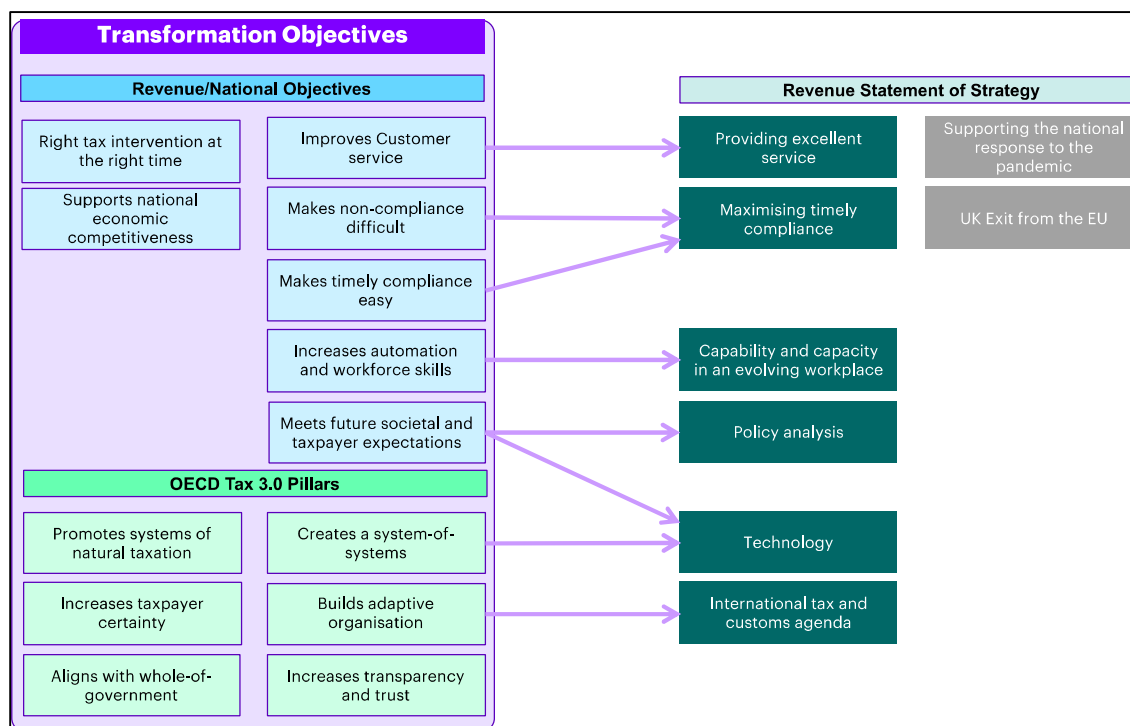 Transformation Objectives
Revenue/National Objectives
Right tax intervention at
the right time
Improves Customer
service
Supports national
economic
competitiveness
Makes non-compliance
difficult
Makes timely compliance
easy
Increases automation
and workforce skills
Meets future societal and
taxpayer expectations
OECD Tax 3.0 Pillars
Promotes systems of
natural taxation
Creates a system-of-
systems
Increases taxpayer
certainty
Builds adaptive
organisation
Aligns with whole-of-
government
Increases transparency
and trust
Revenue Statement of Strategy
Providing excellent
service
Supporting the national
response to the
pandemic
Maximising timely
compliance
UK Exit from the EU
Capability and capacity
in an evolving workplace
Policy analysis
Technology
International tax and
customs agenda